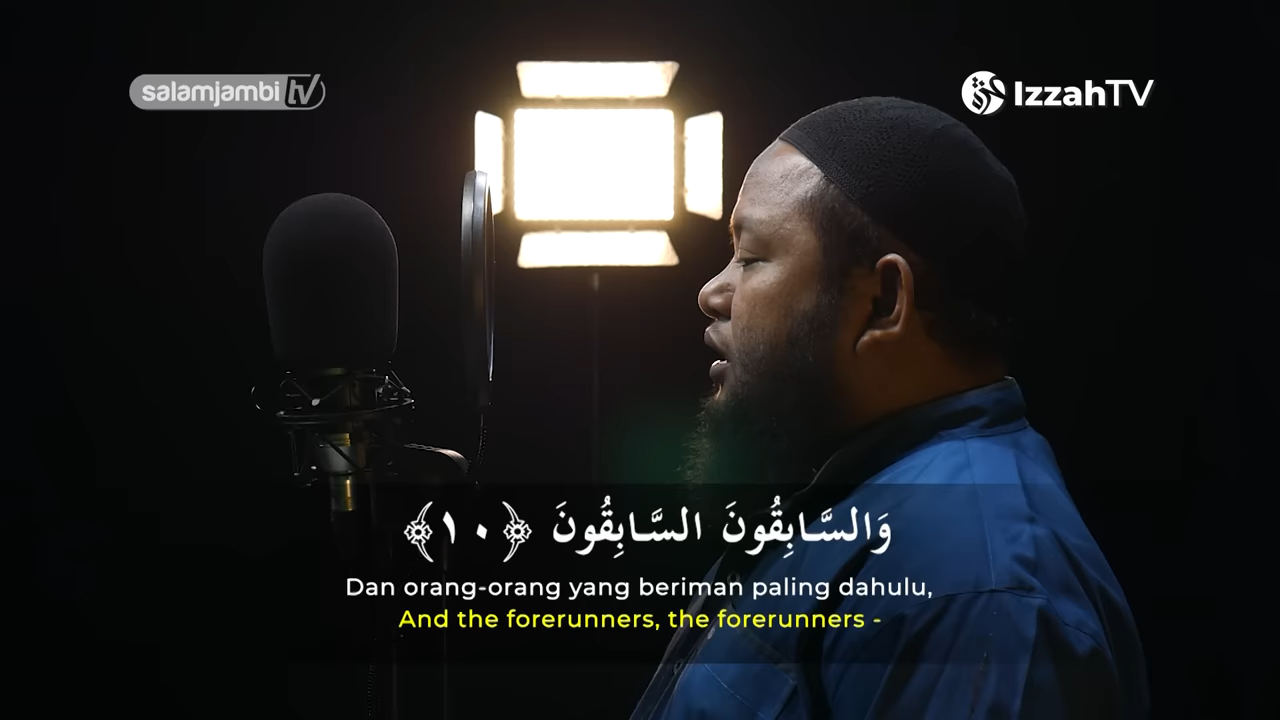 salamjambi tv
IzzahTV
وَالسَّابِقُونَ السَّابِقُونَ ﴿١٠﴾
Dan orang-orang yang beriman paling dahulu,
And the forerunners, the forerunners -